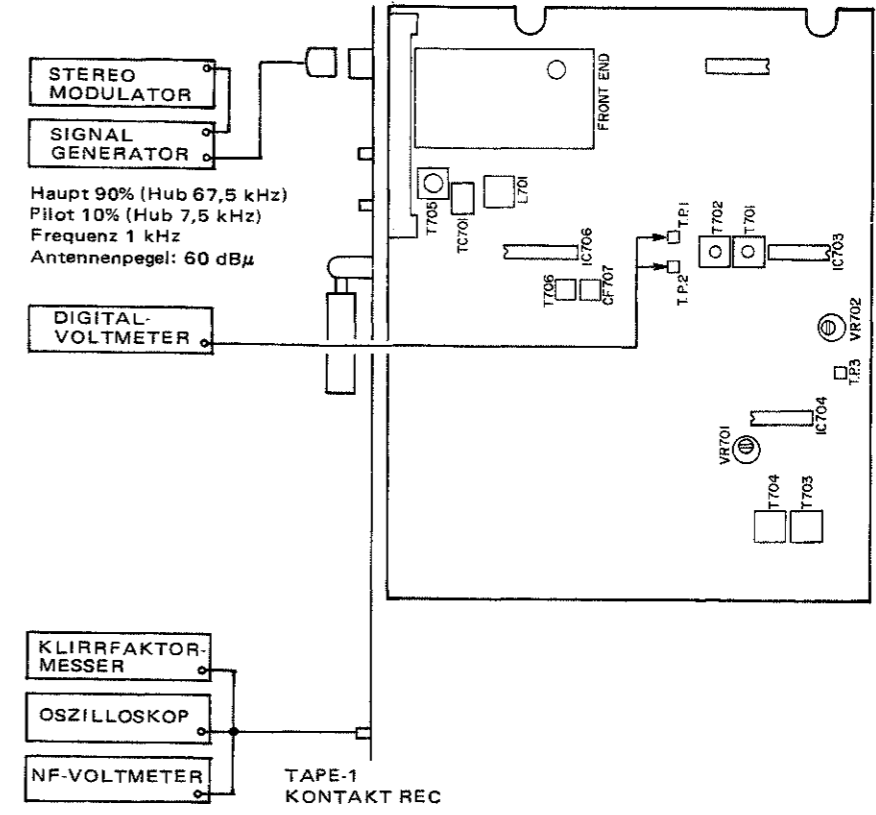 STEREO
MODULATOR
SIGNAL
GENERATOR
Haupt 90% (Hub 67,5 kHz)
Pilot 10% (Hub 7,5 kHz)
Frequenz 1 kHz
Antennenpegel: 60 dBμ
DIGITAL-
VOLTMETER
KLIRRFAKTOR-
MESSER
OSZILLOSKOP
NF-VOLTMETER
TAPE-1
KONTAKT REC
FRONT END
T705
TC701
L701
IC706
T706
CF707
T.P.1
T.P.2
T702
T701
IC703
VR702
T.P.3
IC704
VR701
T704
T703